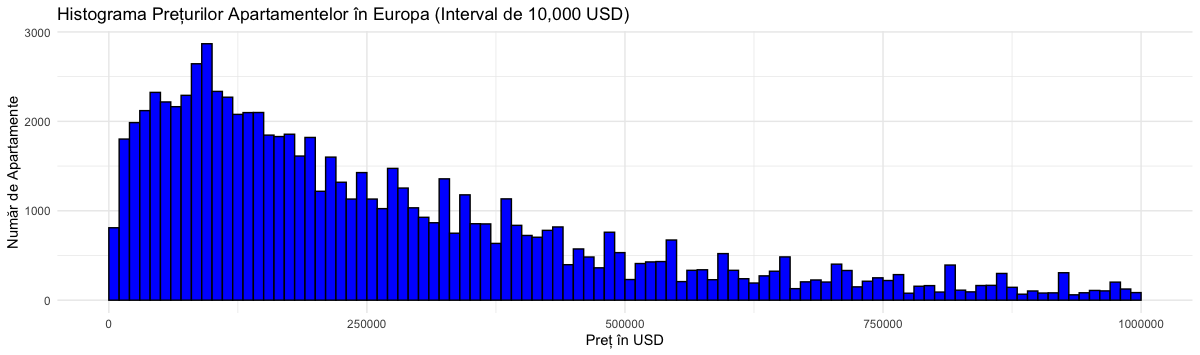 Histograma Prețurilor Apartamentelor în Europa (Interval de 10,000 USD)
3000
2000
1000
0
Număr de Apartamente
0 250000 500000 750000 1000000
Preț în USD